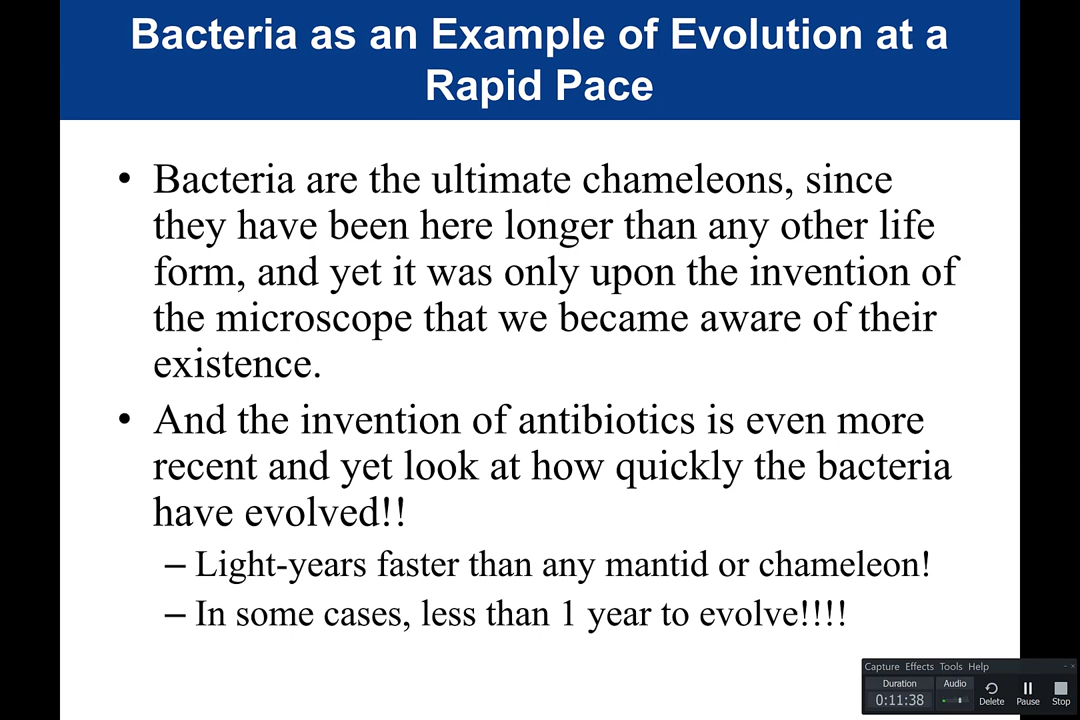 Bacteria as an Example of Evolution at a
Rapid Pace
• Bacteria are the ultimate chameleons, since
they have been here longer than any other life
form, and yet it was only upon the invention of
the microscope that we became aware of their
existence.
• And the invention of antibiotics is even more
recent and yet look at how quickly the bacteria
have evolved!!
– Light-years faster than any mantid or chameleon!
– In some cases, less than 1 year to evolve!!!!
Capture Effects Tools Help
Duration Audio
0:11:38 Delete Pause Stop